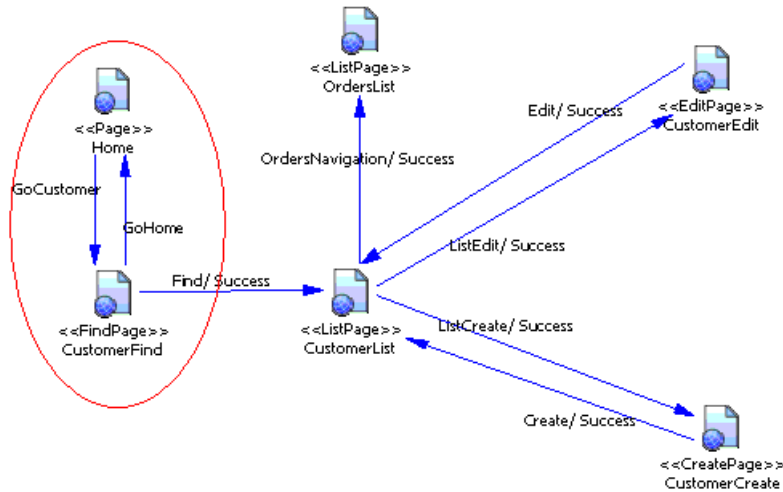 <<ListPage>>
OrdersList
<<Page>>
Home
<<EditPage>>
CustomerEdit
Edit/ Success
OrdersNavigation/ Success
GoCustomer
GoHome
ListEdit/ Success
Find/ Success
<<FindPage>>
CustomerFind
<<ListPage>>
CustomerList
ListCreate/ Success
Create/ Success
<<CreatePage>>
CustomerCreate